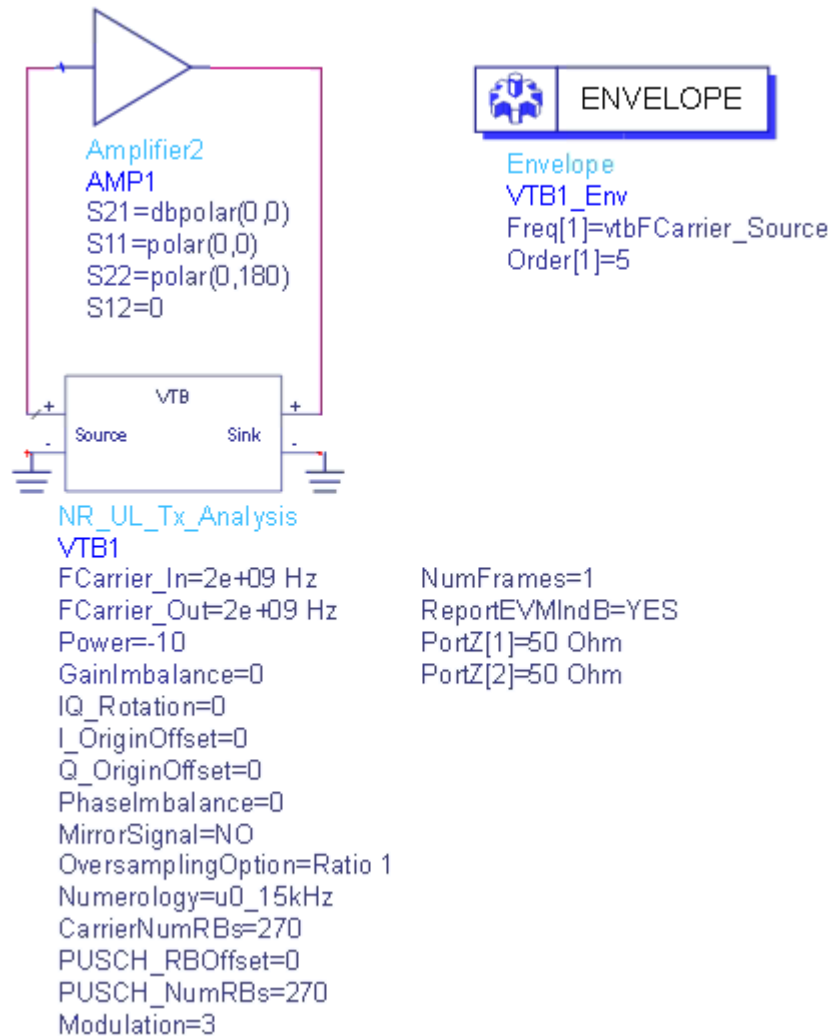 Amplifier2
AMP1
S21=dbpolar(0,0)
S11=polar(0,0)
S22=polar(0,180)
S12=0
ENVELOPE
Envelope
VTB1_Env
Freq[1]=vtbFCarrier_Source
Order[1]=5
VTB
+ +
Source Sink
- -
NR_UL_Tx_Analysis
VTB1
FCarrier_In=2e+09 Hz
FCarrier_Out=2e+09 Hz
Power=-10
GainImbalance=0
IQ_Rotation=0
I_OriginOffset=0
Q_OriginOffset=0
PhaseImbalance=0
MirrorSignal=NO
OversamplingOption=Ratio 1
Numerology=u0_15kHz
CarrierNumRBs=270
PUSCH_RBOffset=0
PUSCH_NumRBs=270
Modulation=3
NumFrames=1
ReportEVMIndB=YES
PortZ[1]=50 Ohm
PortZ[2]=50 Ohm